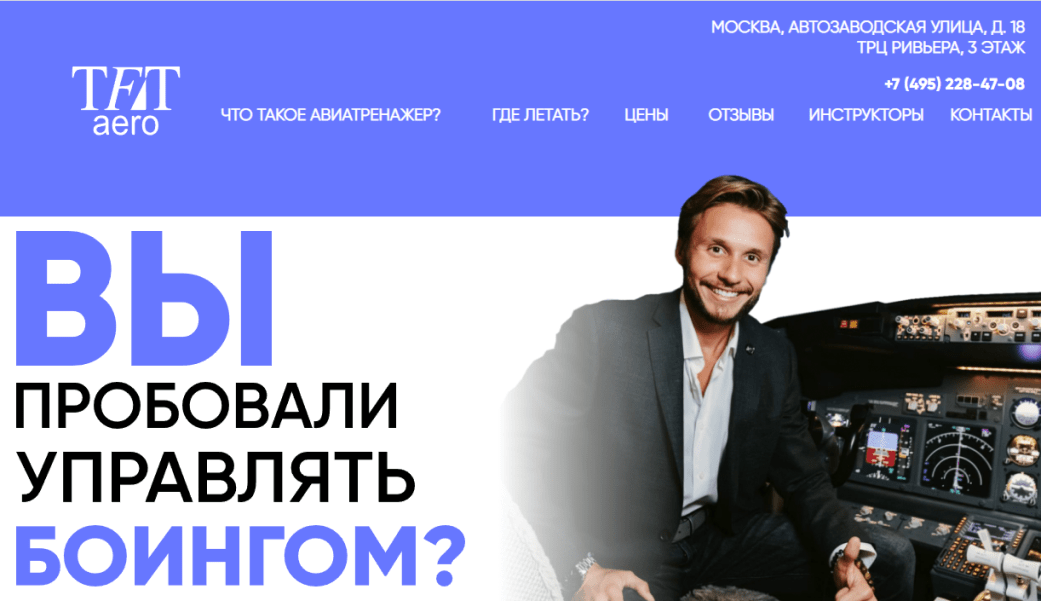 МОСКВА, АВТОЗАВОДСКАЯ УЛИЦА, Д. 18
ТРЦ РИВЬЕРА, 3 ЭТАЖ
+7 (495) 228-47-08
TFT
aero
ЧТО ТАКОЕ АВИАТРЕНАЖЕР?
ГДЕ ЛЕТАТЬ?
ЦЕНЫ
ОТЗЫВЫ
ИНСТРУКТОРЫ
КОНТАКТЫ
ВЫ
ПРОБОВАЛИ
УПРАВЛЯТЬ
БОИНГОМ?